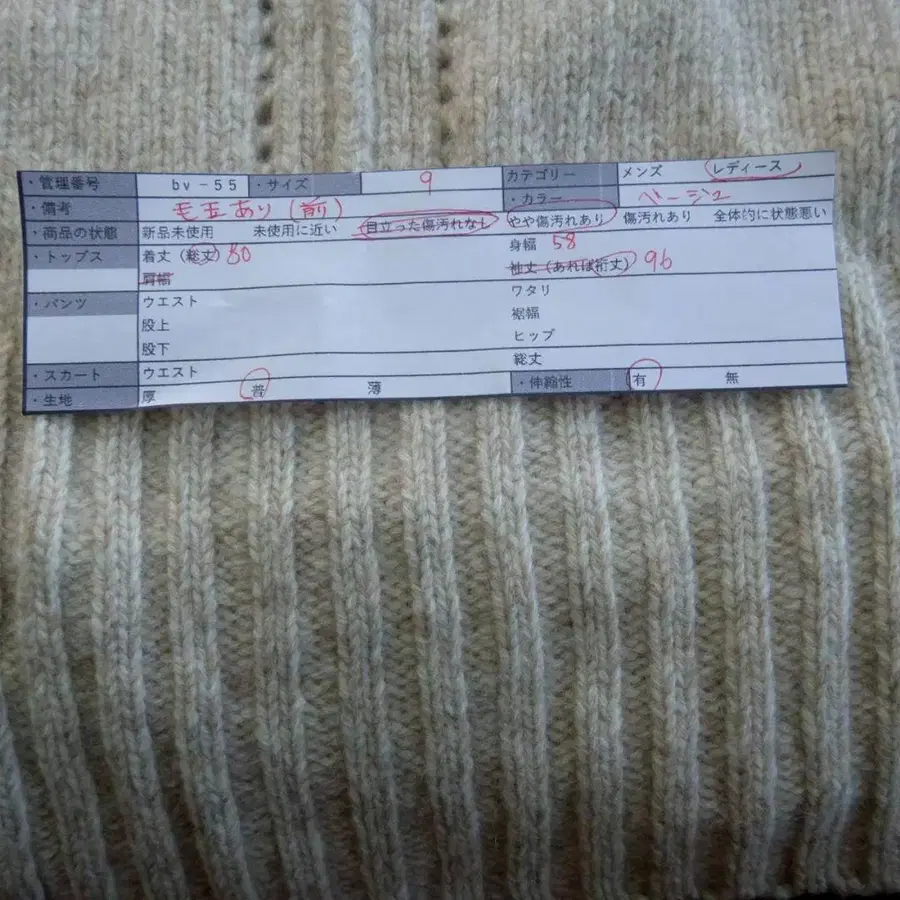 ・管理番号 bv-55 ・サイズ 9 カテゴリー メンズ レディース
・備考 毛玉あり(前) ・カラー ベージュ
・商品の状態 新品未使用 未使用に近い 目立った傷汚れなし やや傷汚れあり 傷汚れあり 全体的に状態悪い
・トップス 着丈(総丈) 80 身幅 58
肩幅 袖丈(あれば裄丈) 96
・パンツ ウエスト ワタリ
股上 裾幅
股下 ヒップ
・スカート ウエスト 総丈
・生地 厚 普 薄 ・伸縮性 有 無